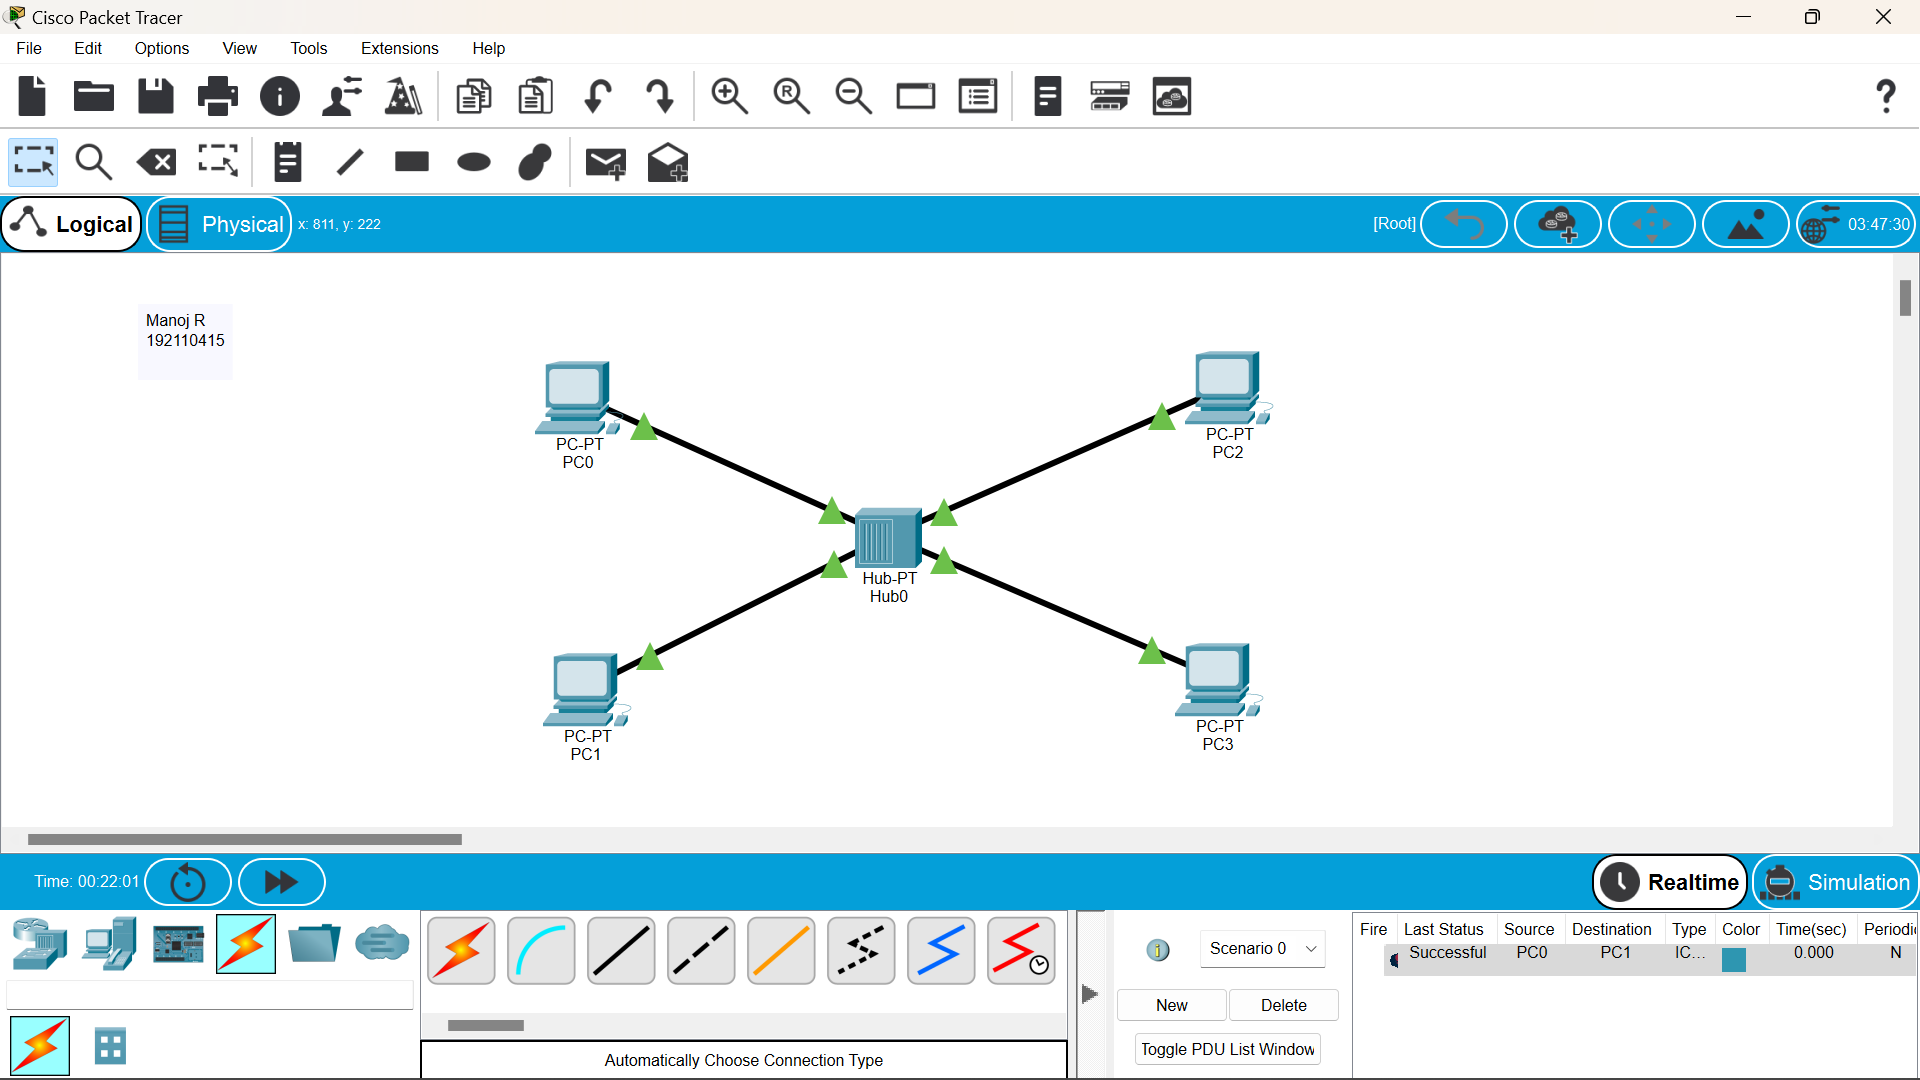 Cisco Packet Tracer
File Edit Options View Tools Extensions Help
Logical Physical x: 811, y: 222 [Root] 03:47:30
Manoj R
192110415
PC-PT
PC0
PC-PT
PC2
Hub-PT
Hub0
PC-PT
PC1
PC-PT
PC3
Time: 00:22:01 Realtime Simulation
Fire Last Status Source Destination Type Color Time(sec) Periodi
Successful PC0 PC1 IC... 0.000 N
Scenario 0
New Delete
Toggle PDU List Window
Automatically Choose Connection Type